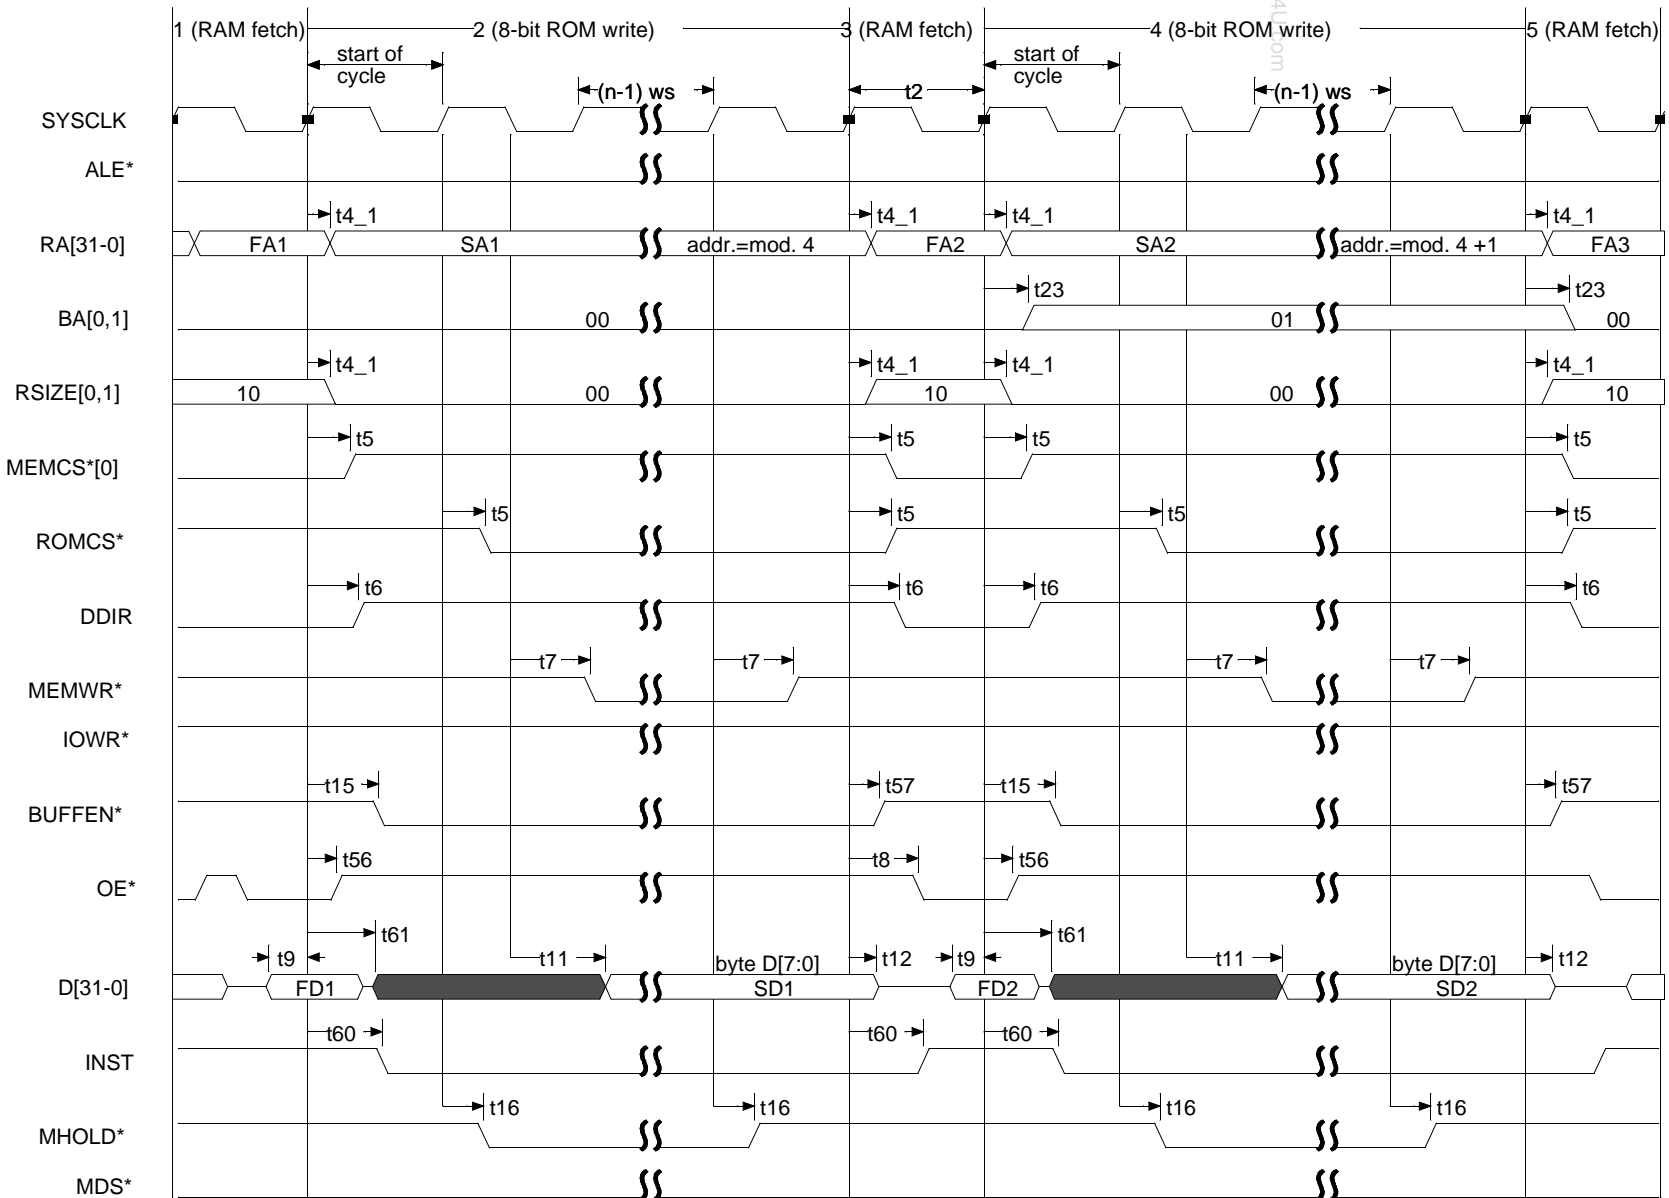 1 (RAM fetch) 2 (8-bit ROM write) 3 (RAM fetch) 4 (8-bit ROM write) 5 (RAM fetch)
4U.com
start of cycle start of cycle
(n-1) ws t2 (n-1) ws
SYSCLK
ALE*
t4_1 t4_1 t4_1 t4_1
RA[31-0] FA1 SA1 addr.=mod. 4 FA2 SA2 addr.=mod. 4 +1 FA3
t23 t23
BA[0,1] 00 01 00
t4_1 t4_1 t4_1 t4_1
RSIZE[0,1] 10 00 10 00 10
t5 t5 t5 t5
MEMCS*[0]
t5 t5 t5 t5
ROMCS*
t6 t6 t6 t6
DDIR
t7 t7 t7 t7
MEMWR*
IOWR*
t15 t57 t15 t57
BUFFEN*
t56 t8 t56
OE*
t61 t61
t9 t11 byte D[7:0] t12 t9 t11 byte D[7:0] t12
D[31-0] FD1 SD1 FD2 SD2
t60 t60 t60
INST
t16 t16 t16 t16
MHOLD*
MDS*